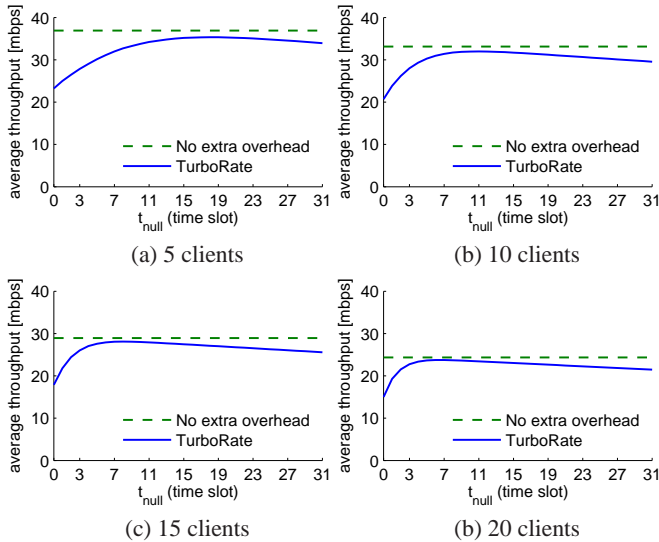 average throughput [mbps]
40
30
20
10
0
No extra overhead
TurboRate
0 3 7 11 15 19 23 27 31
t_null (time slot)
(a) 5 clients
average throughput [mbps]
40
30
20
10
0
No extra overhead
TurboRate
0 3 7 11 15 19 23 27 31
t_null (time slot)
(b) 10 clients
average throughput [mbps]
40
30
20
10
0
No extra overhead
TurboRate
0 3 7 11 15 19 23 27 31
t_null (time slot)
(c) 15 clients
average throughput [mbps]
40
30
20
10
0
No extra overhead
TurboRate
0 3 7 11 15 19 23 27 31
t_null (time slot)
(b) 20 clients